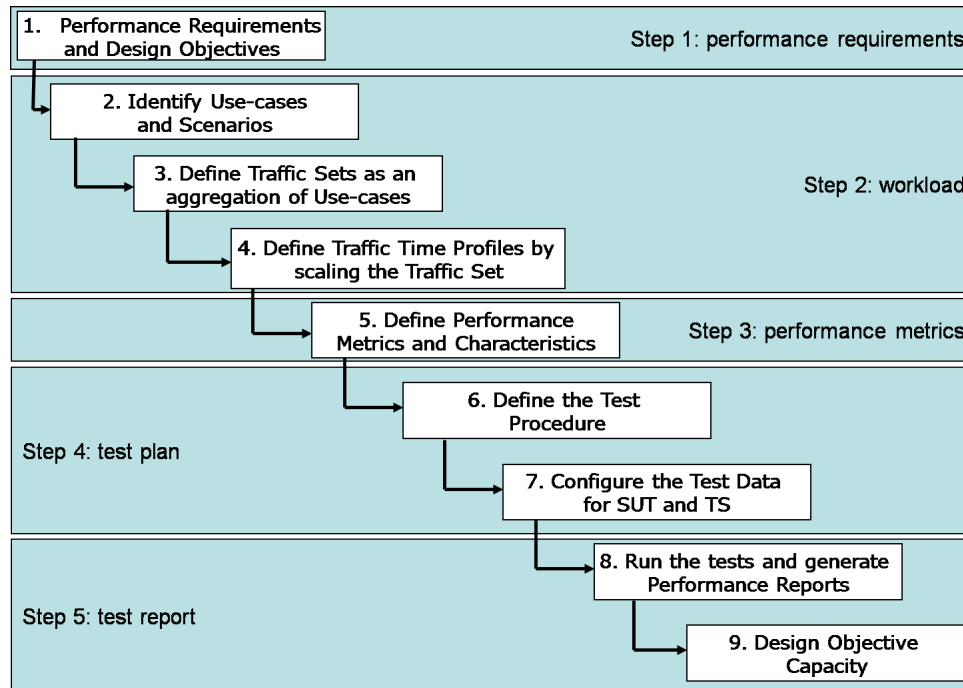 1. Performance Requirements
and Design Objectives
Step 1: performance requirements
2. Identify Use-cases
and Scenarios
3. Define Traffic Sets as an
aggregation of Use-cases
Step 2: workload
4. Define Traffic Time Profiles by
scaling the Traffic Set
5. Define Performance
Metrics and Characteristics
Step 3: performance metrics
6. Define the Test
Procedure
Step 4: test plan
7. Configure the Test Data
for SUT and TS
8. Run the tests and generate
Performance Reports
Step 5: test report
9. Design Objective
Capacity